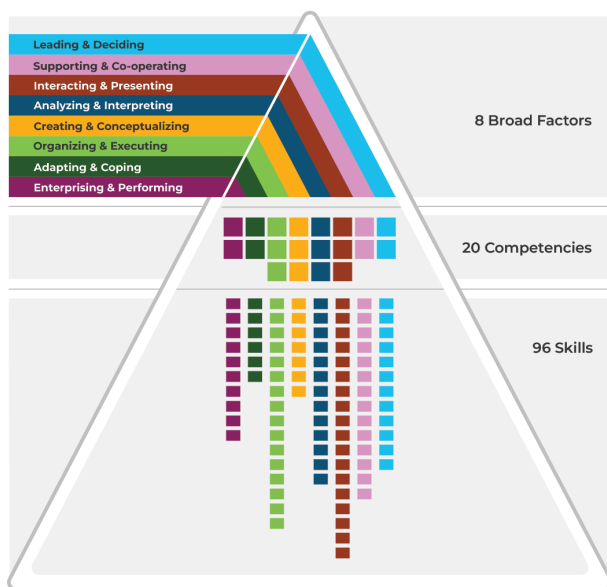 Leading & Deciding
Supporting & Co-operating
Interacting & Presenting
Analyzing & Interpreting
Creating & Conceptualizing
Organizing & Executing
Adapting & Coping
Enterprising & Performing
8 Broad Factors
20 Competencies
96 Skills